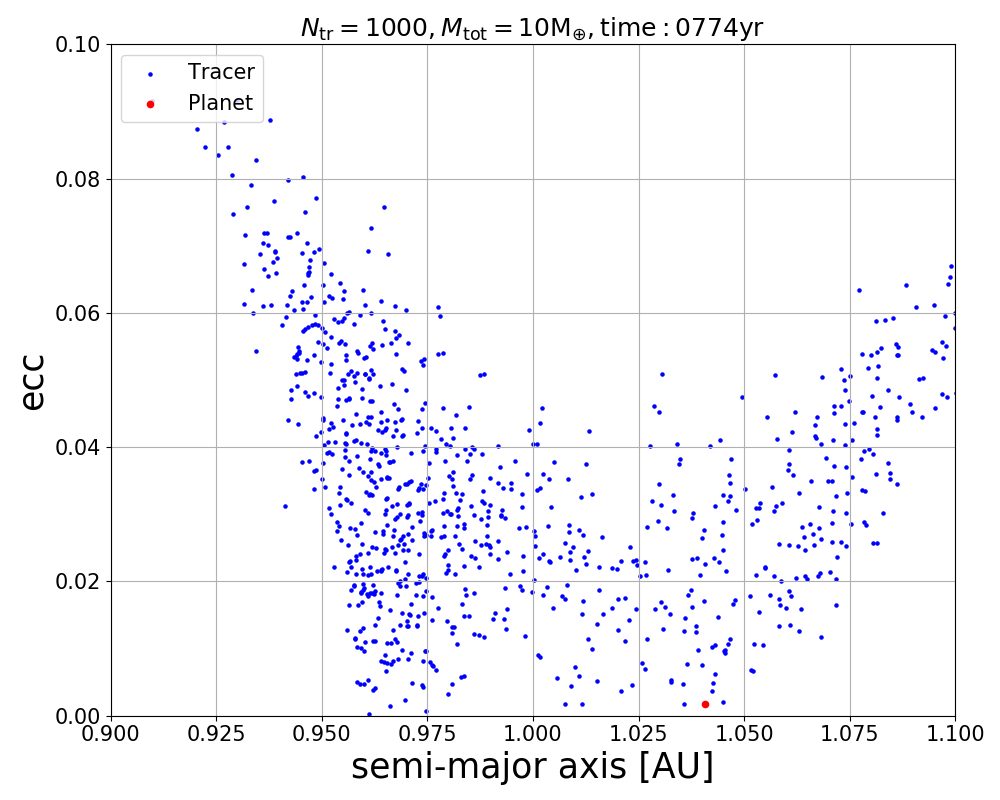 N_tr = 1000, M_tot = 10M_⊕, time : 0774yr
Tracer
Planet
0.10
0.08
0.06
0.04
0.02
0.00
ecc
0.900 0.925 0.950 0.975 1.000 1.025 1.050 1.075 1.100
semi-major axis [AU]